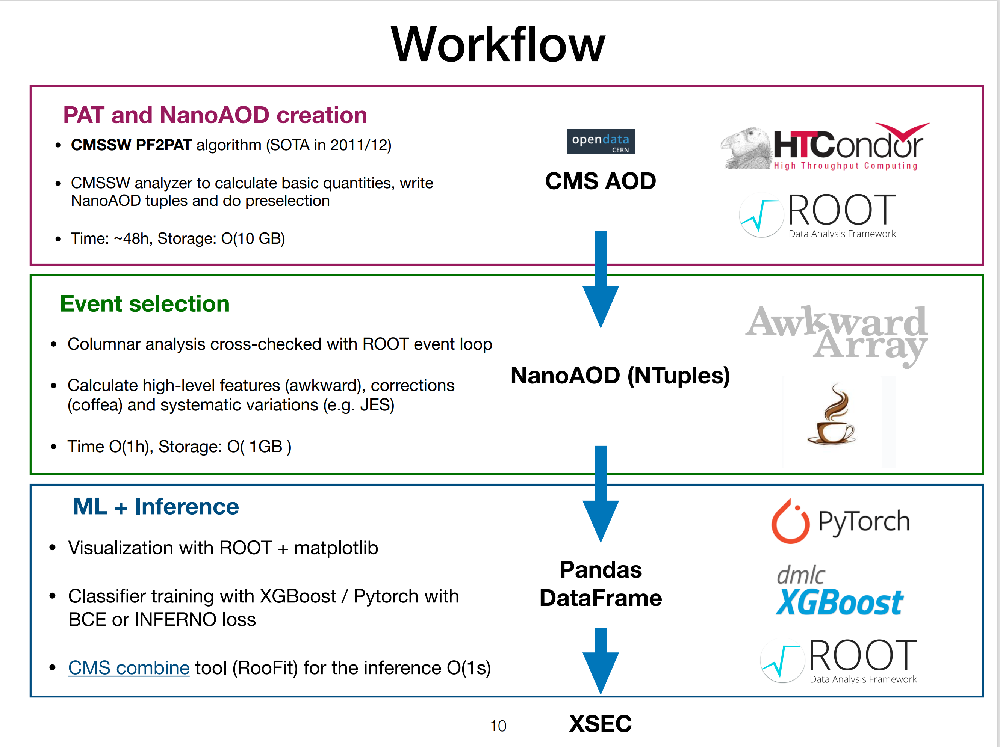 Workflow
PAT and NanoAOD creation
• CMSSW PF2PAT algorithm (SOTA in 2011/12)
• CMSSW analyzer to calculate basic quantities, write
NanoAOD tuples and do preselection
• Time: ~48h, Storage: O(10 GB)
opendata
CERN
CMS AOD
HTCondor
High Throughput Computing
ROOT
Data Analysis Framework
Event selection
• Columnar analysis cross-checked with ROOT event loop
• Calculate high-level features (awkward), corrections
(coffea) and systematic variations (e.g. JES)
• Time O(1h), Storage: O( 1GB )
NanoAOD (NTuples)
Awkward
Array
ML + Inference
• Visualization with ROOT + matplotlib
• Classifier training with XGBoost / Pytorch with
BCE or INFERNO loss
• CMS combine tool (RooFit) for the inference O(1s)
Pandas
DataFrame
PyTorch
dmlc
XGBoost
ROOT
Data Analysis Framework
10
XSEC